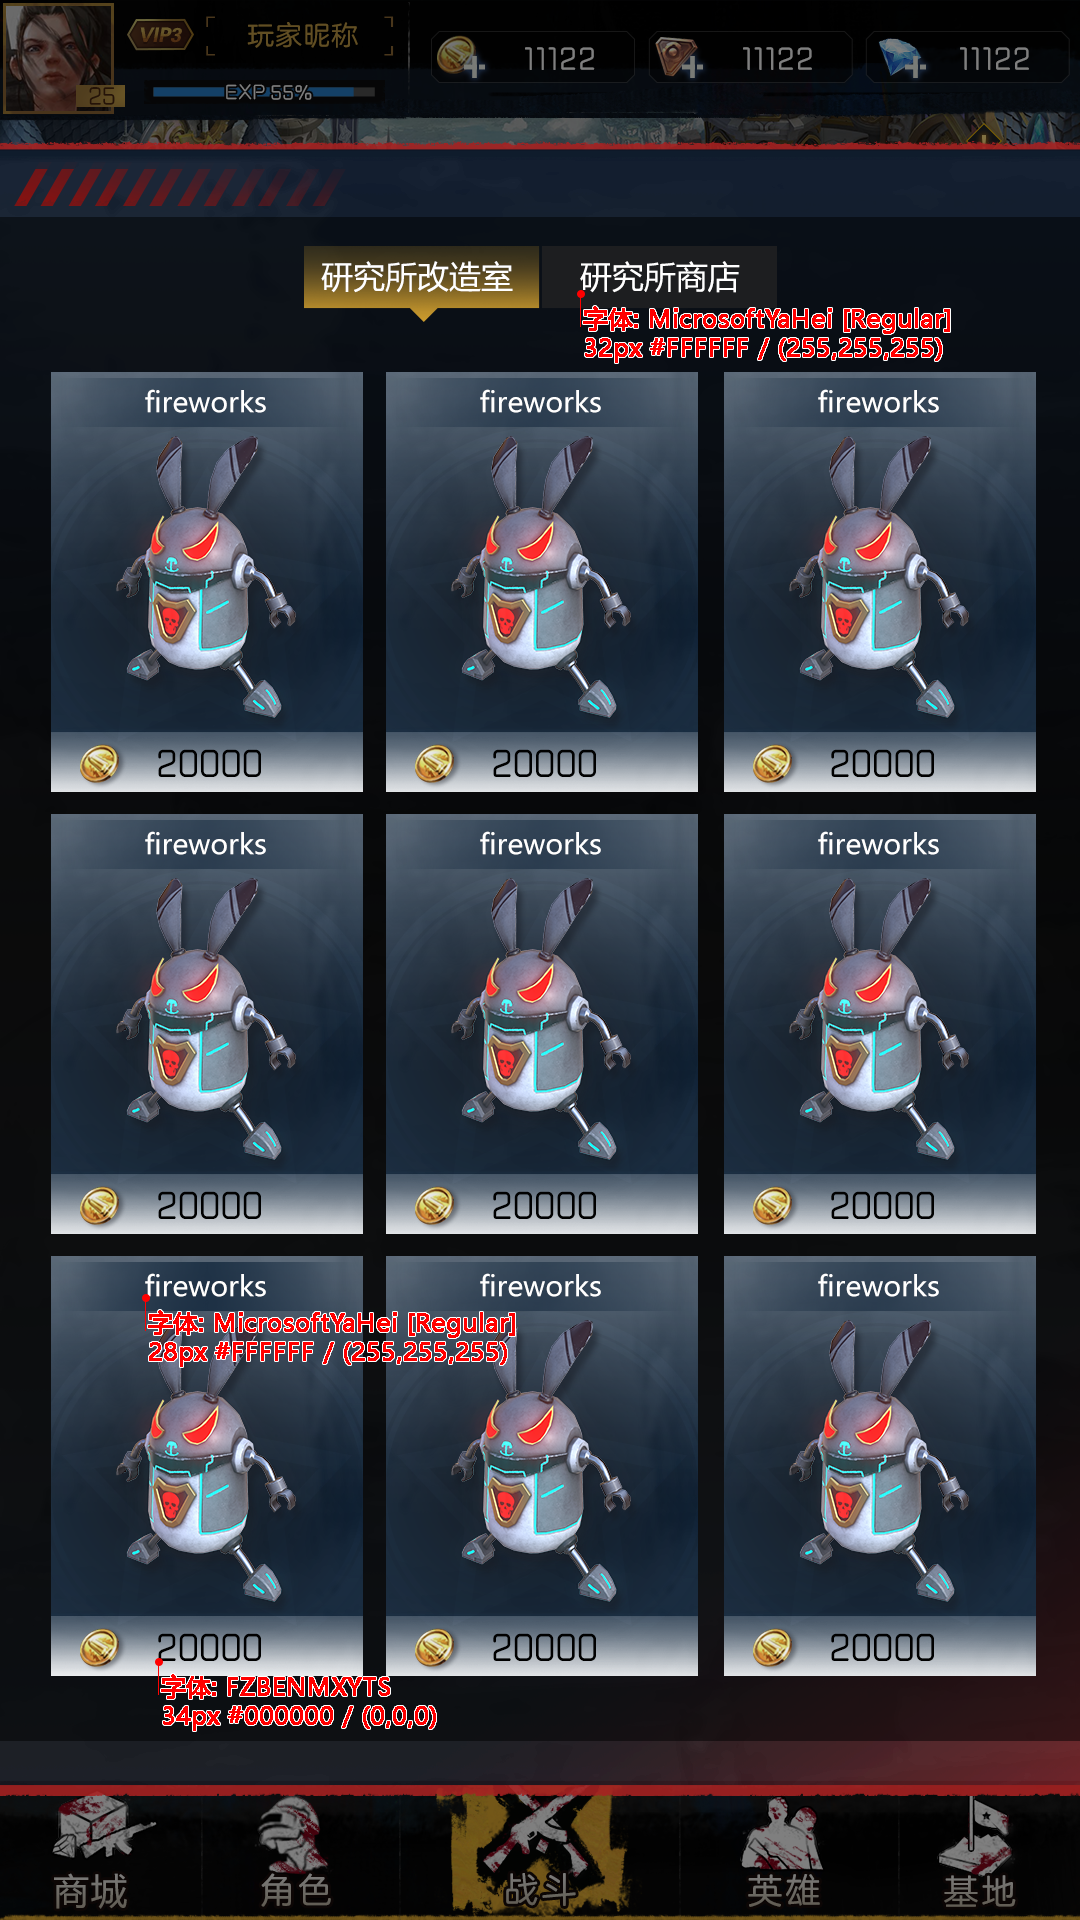 VIP3
玩家昵称
25
EXP 55%
11122
11122
11122
研究所改造室
研究所商店
字体: MicrosoftYaHei [Regular]
32px #FFFFFF / (255,255,255)
fireworks
fireworks
fireworks
20000
20000
20000
fireworks
fireworks
fireworks
20000
20000
20000
fireworks
fireworks
fireworks
字体: MicrosoftYaHei [Regular]
28px #FFFFFF / (255,255,255)
20000
20000
20000
字体: FZBENMXYTS
34px #000000 / (0,0,0)
商城
角色
战斗
英雄
基地